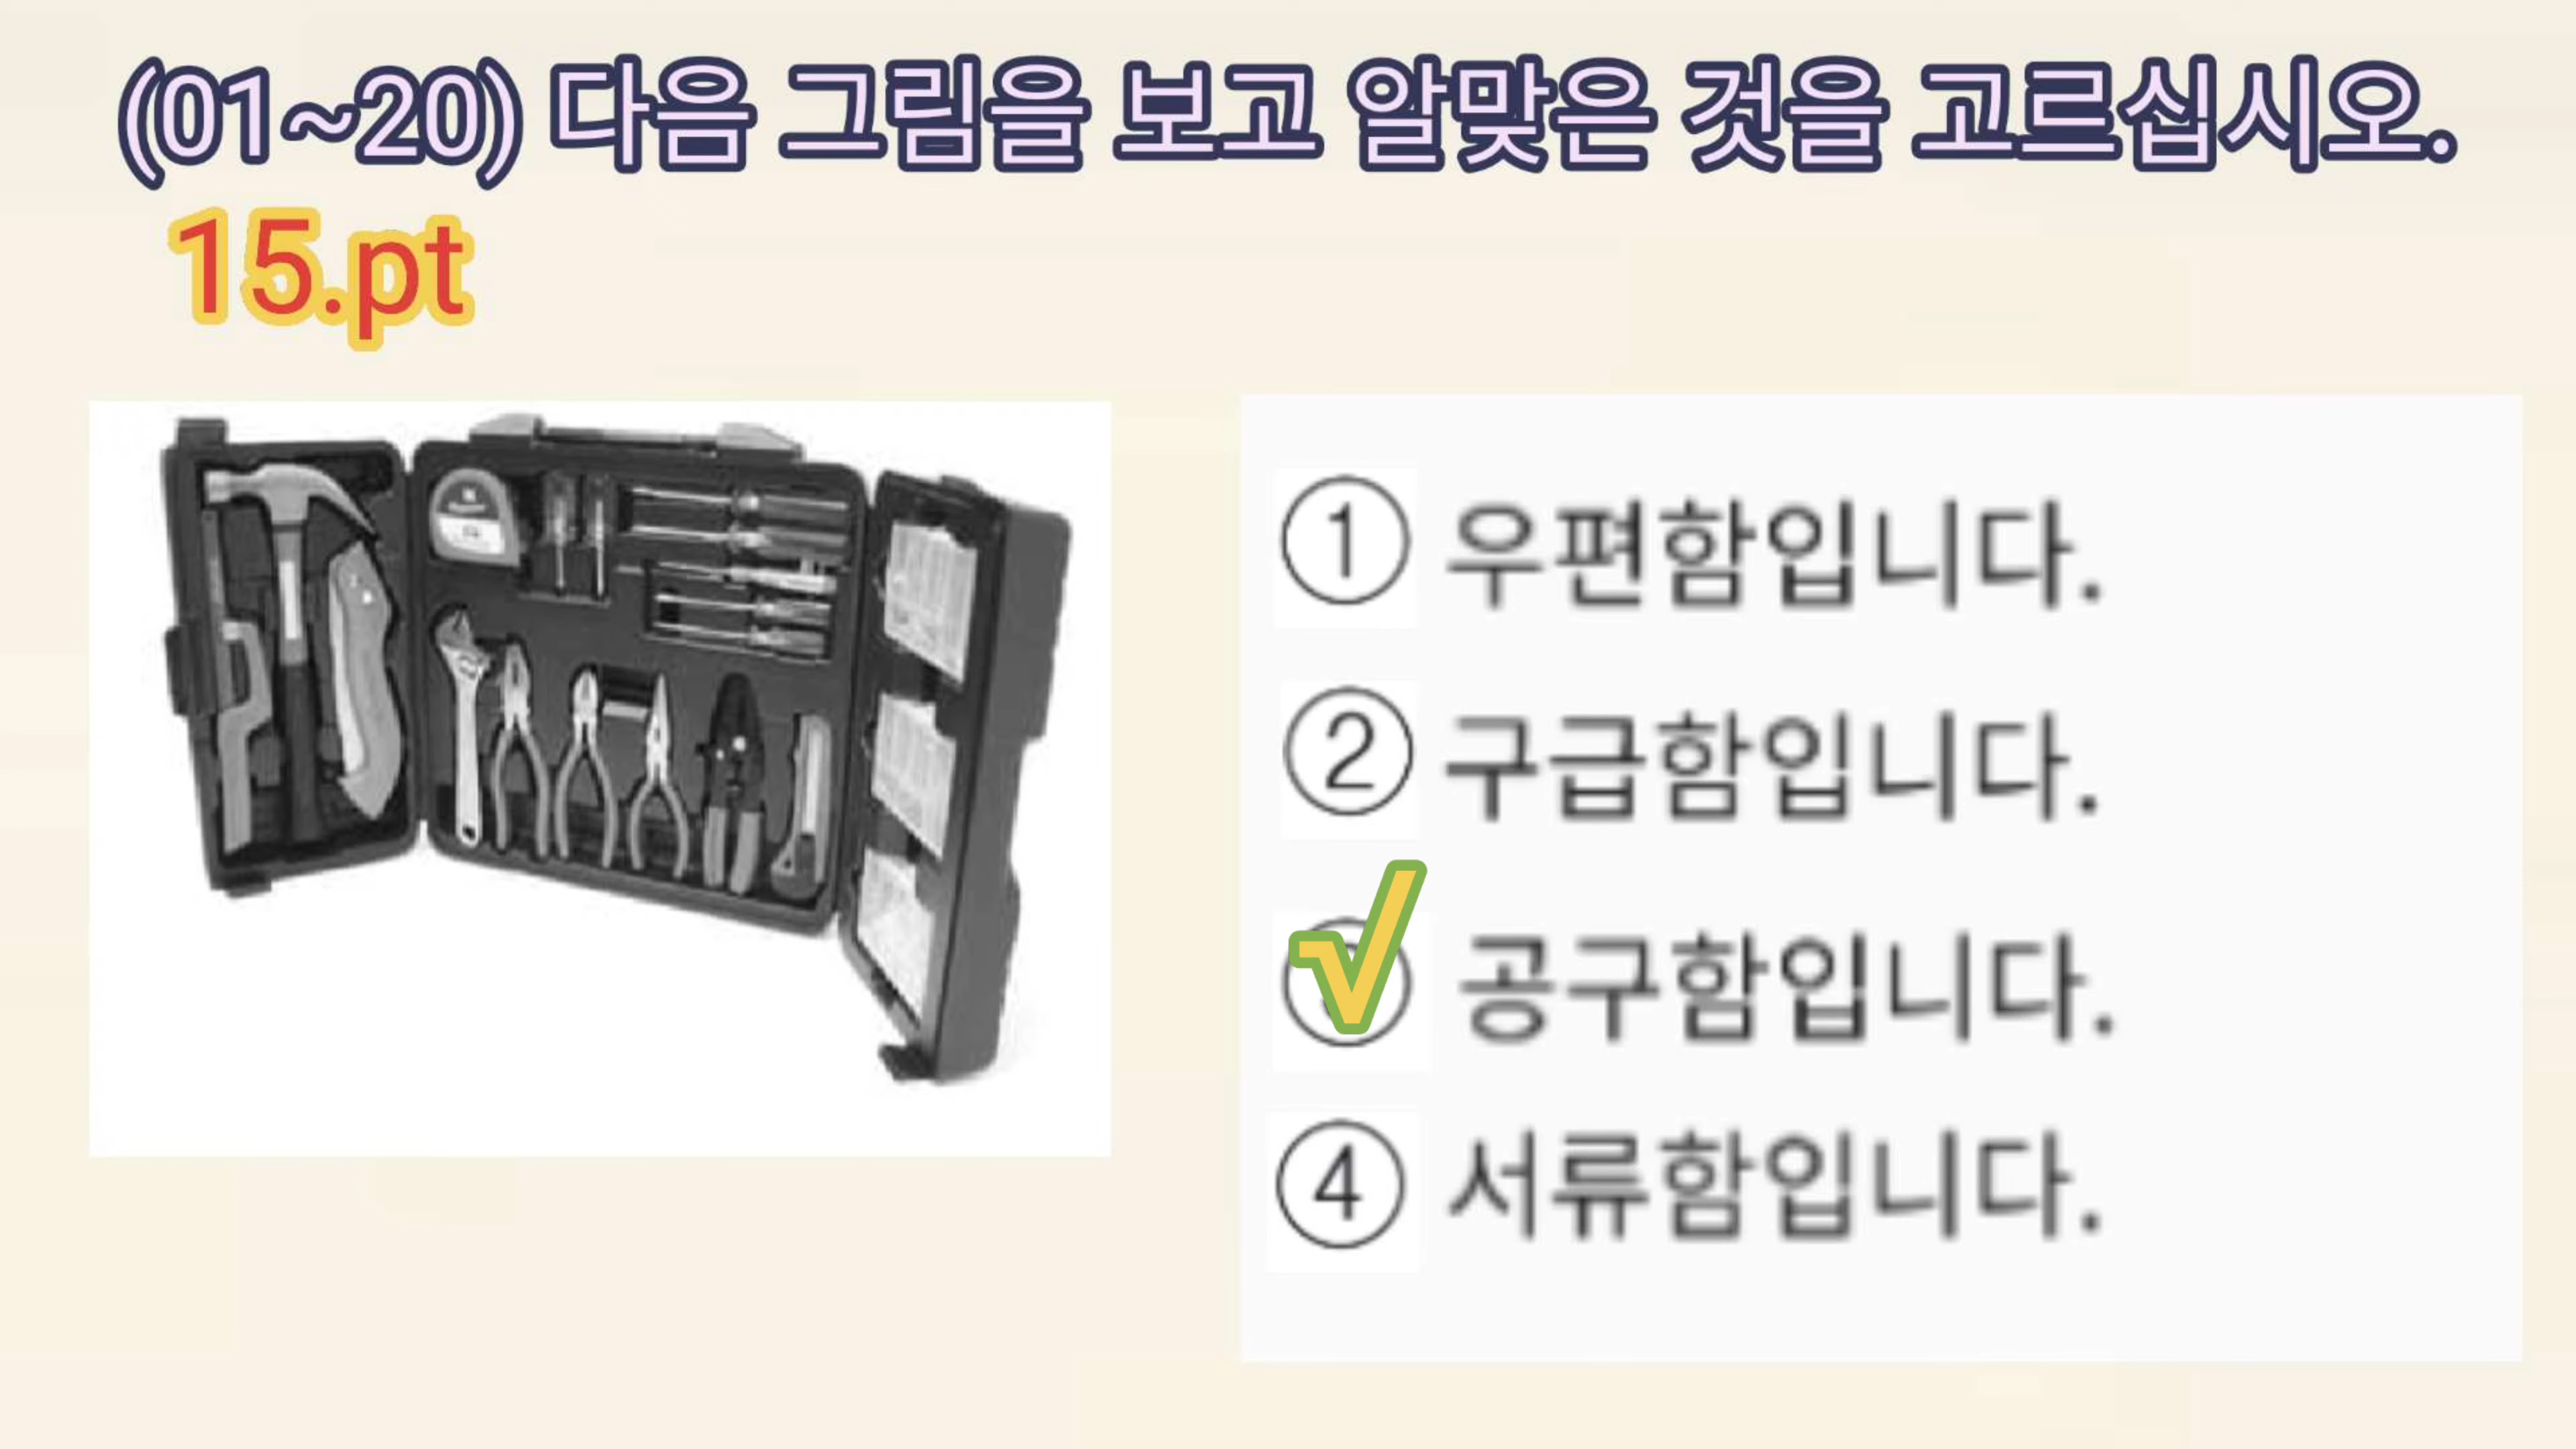 (01~20) 다음 그림을 보고 알맞은 것을 고르십시오.
15.pt
① 우편함입니다.
② 구급함입니다.
공구함입니다.
④ 서류함입니다.